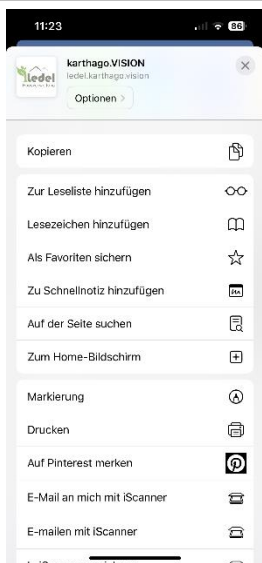 11:23
86
karthago.VISION
ledel
ledel.karthago.vision
Optionen
Kopieren
Zur Leseliste hinzufügen
Lesezeichen hinzufügen
Als Favoriten sichern
Zu Schnellnotiz hinzufügen
Auf der Seite suchen
Zum Home-Bildschirm
Markierung
Drucken
Auf Pinterest merken
E-Mail an mich mit iScanner
E-mailen mit iScanner